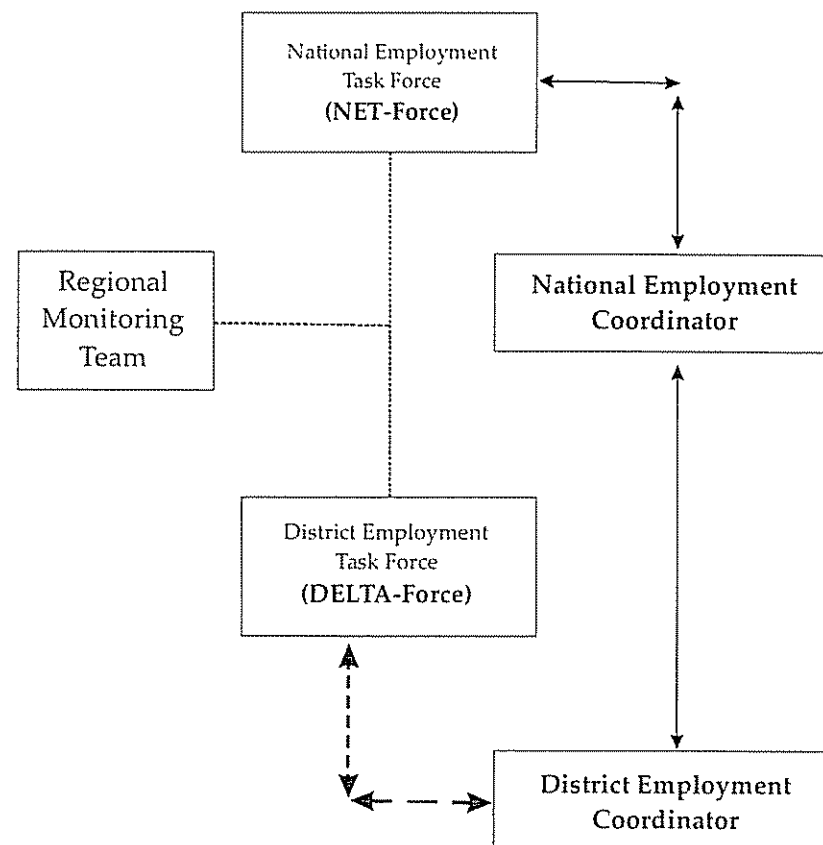 National Employment
Task Force
(NET-Force)
Regional
Monitoring
Team
National Employment
Coordinator
District Employment
Task Force
(DELTA-Force)
District Employment
Coordinator